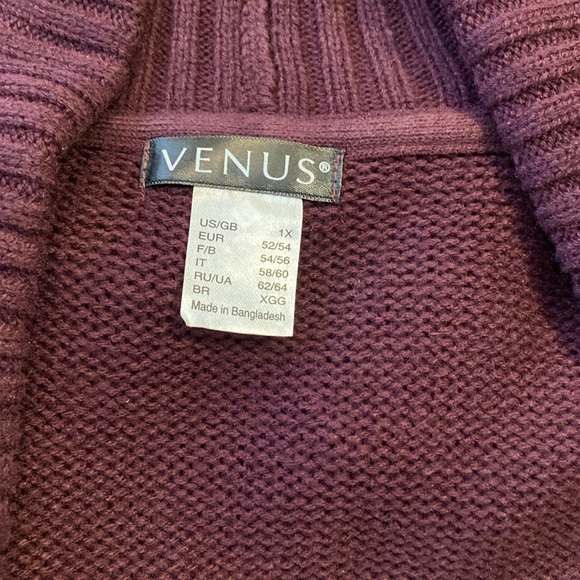 VENUS®
US/GB 1X
EUR 52/54
F/B 54/56
IT 58/60
RU/UA 62/64
BR XGG
Made in Bangladesh